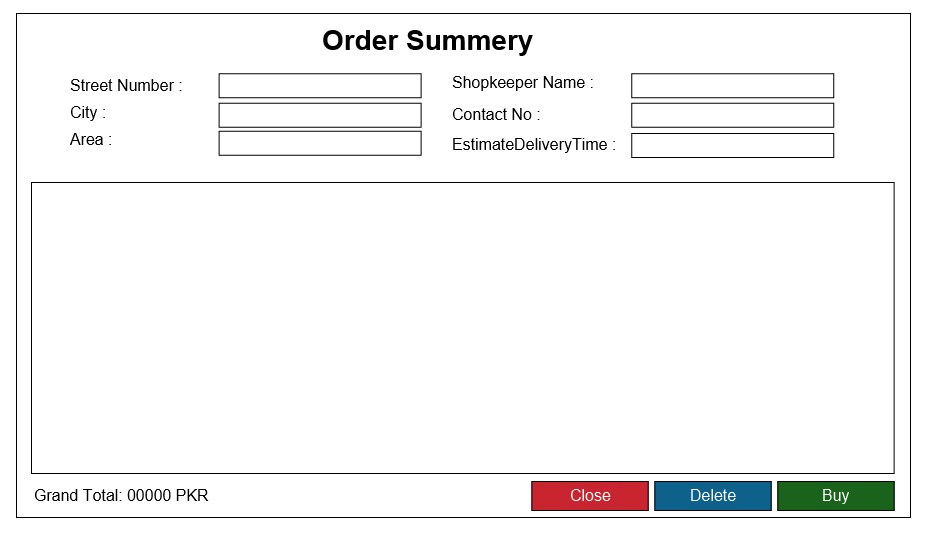 Order Summery
Street Number :
City :
Area :
Shopkeeper Name :
Contact No :
EstimateDeliveryTime :
Grand Total: 00000 PKR
Close
Delete
Buy